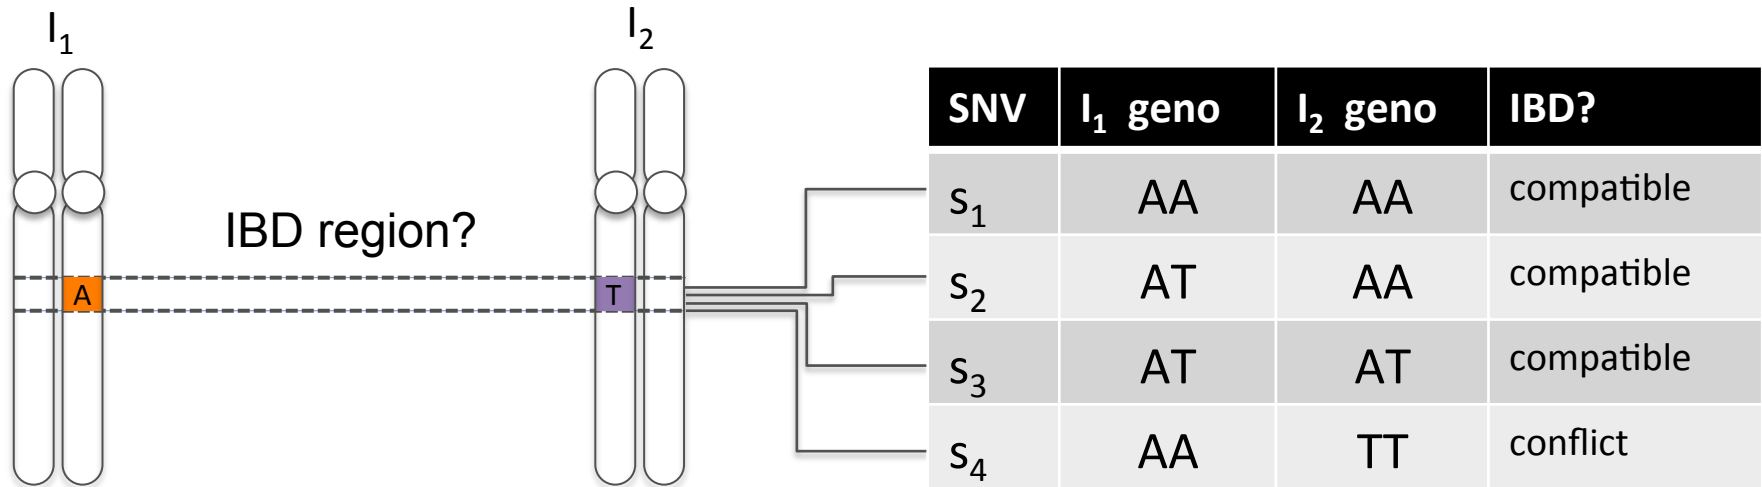 I1 I2
IBD region?
A T
SNV I1 geno I2 geno IBD?
s1 AA AA compatible
s2 AT AA compatible
s3 AT AT compatible
s4 AA TT conflict